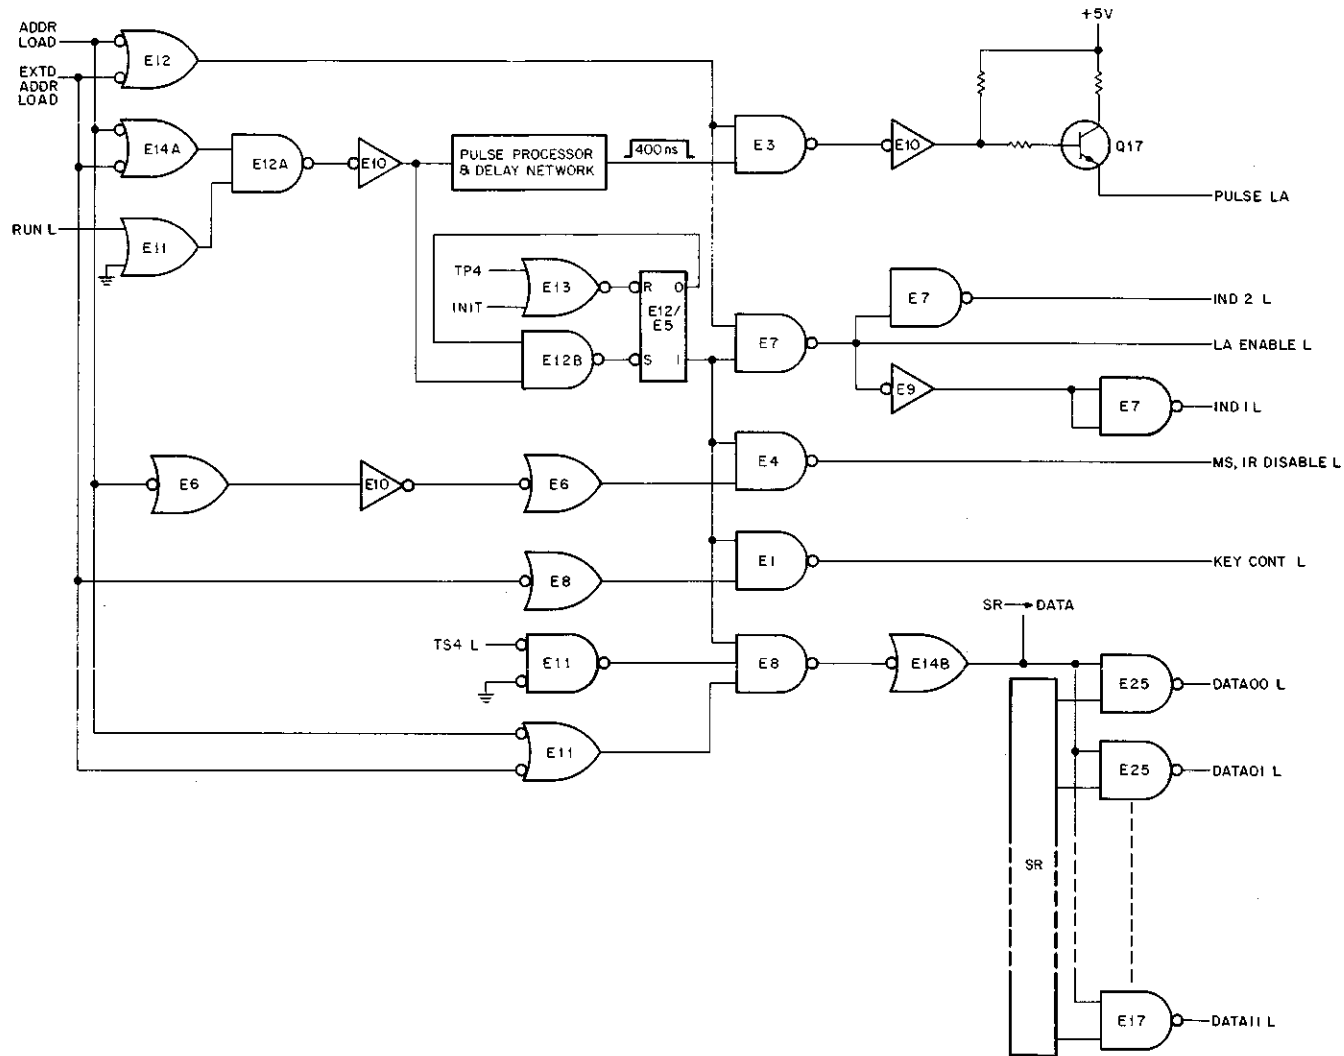 +5V
ADDR
LOAD
E12
EXTD
ADDR
LOAD
E14A
E12A
E10
PULSE PROCESSOR
& DELAY NETWORK
400 ns
E3
E10
Q17
PULSE LA
RUN L
E11
TP4
INIT
E13
R 0
E12/
E5
S 1
E12B
E7
E7
IND 2 L
LA ENABLE L
E9
E7
IND 1 L
E6
E10
E6
E4
MS, IR DISABLE L
E8
E1
KEY CONT L
SR → DATA
TS4 L
E11
E8
E14B
E25
DATA00 L
E11
E25
DATA01 L
SR
E17
DATA11 L